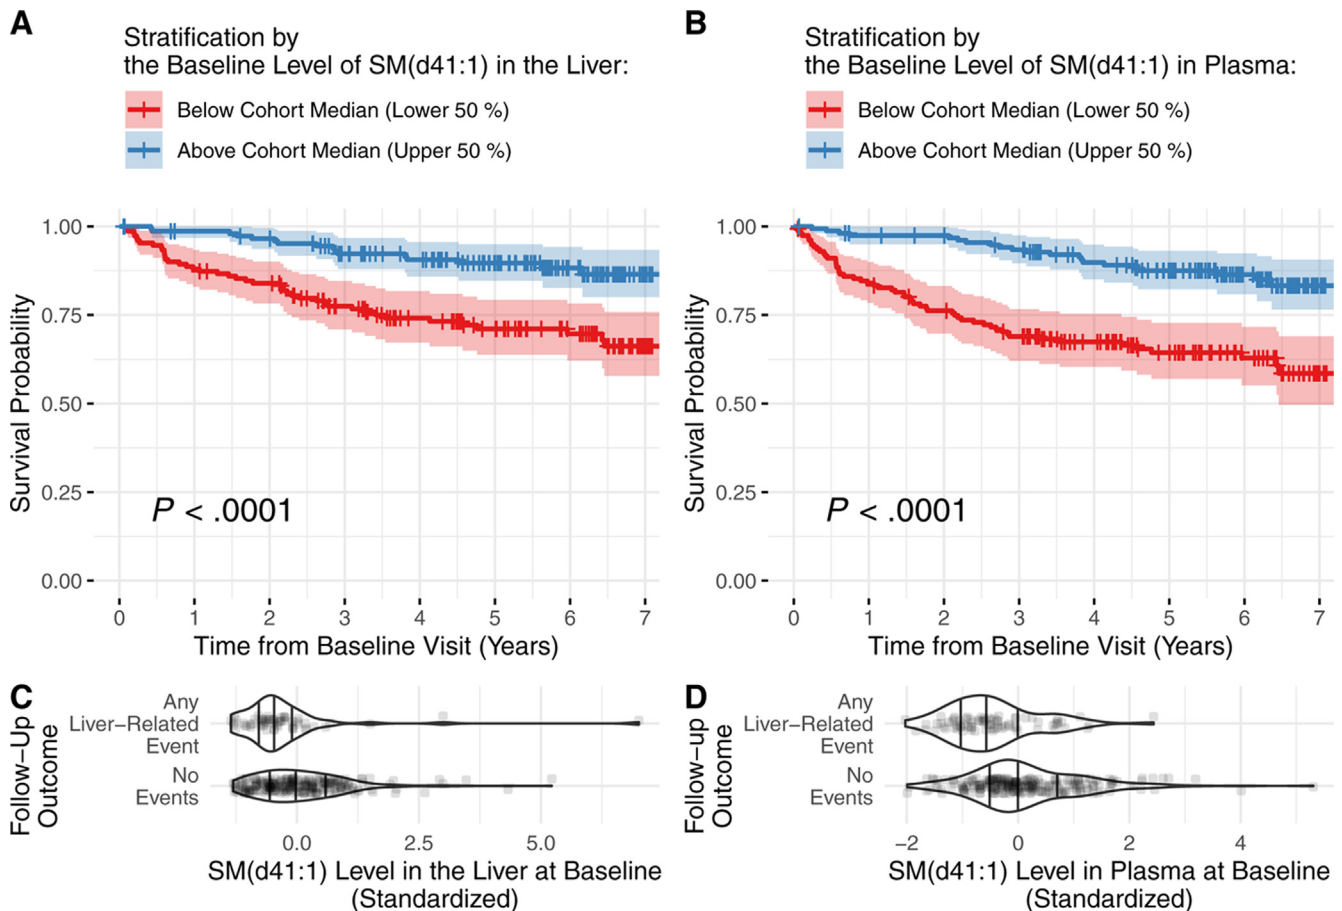 A
Stratification by
the Baseline Level of SM(d41:1) in the Liver:
Below Cohort Median (Lower 50 %)
Above Cohort Median (Upper 50 %)
Survival Probability
1.00
0.75
0.50
0.25
0.00
P < .0001
0 1 2 3 4 5 6 7
Time from Baseline Visit (Years)
B
Stratification by
the Baseline Level of SM(d41:1) in Plasma:
Below Cohort Median (Lower 50 %)
Above Cohort Median (Upper 50 %)
Survival Probability
1.00
0.75
0.50
0.25
0.00
P < .0001
0 1 2 3 4 5 6 7
Time from Baseline Visit (Years)
C
Follow−Up
Outcome
Any
Liver−Related
Event
No
Events
0.0 2.5 5.0
SM(d41:1) Level in the Liver at Baseline
(Standardized)
D
Follow−up
Outcome
Any
Liver−Related
Event
No
Events
−2 0 2 4
SM(d41:1) Level in Plasma at Baseline
(Standardized)